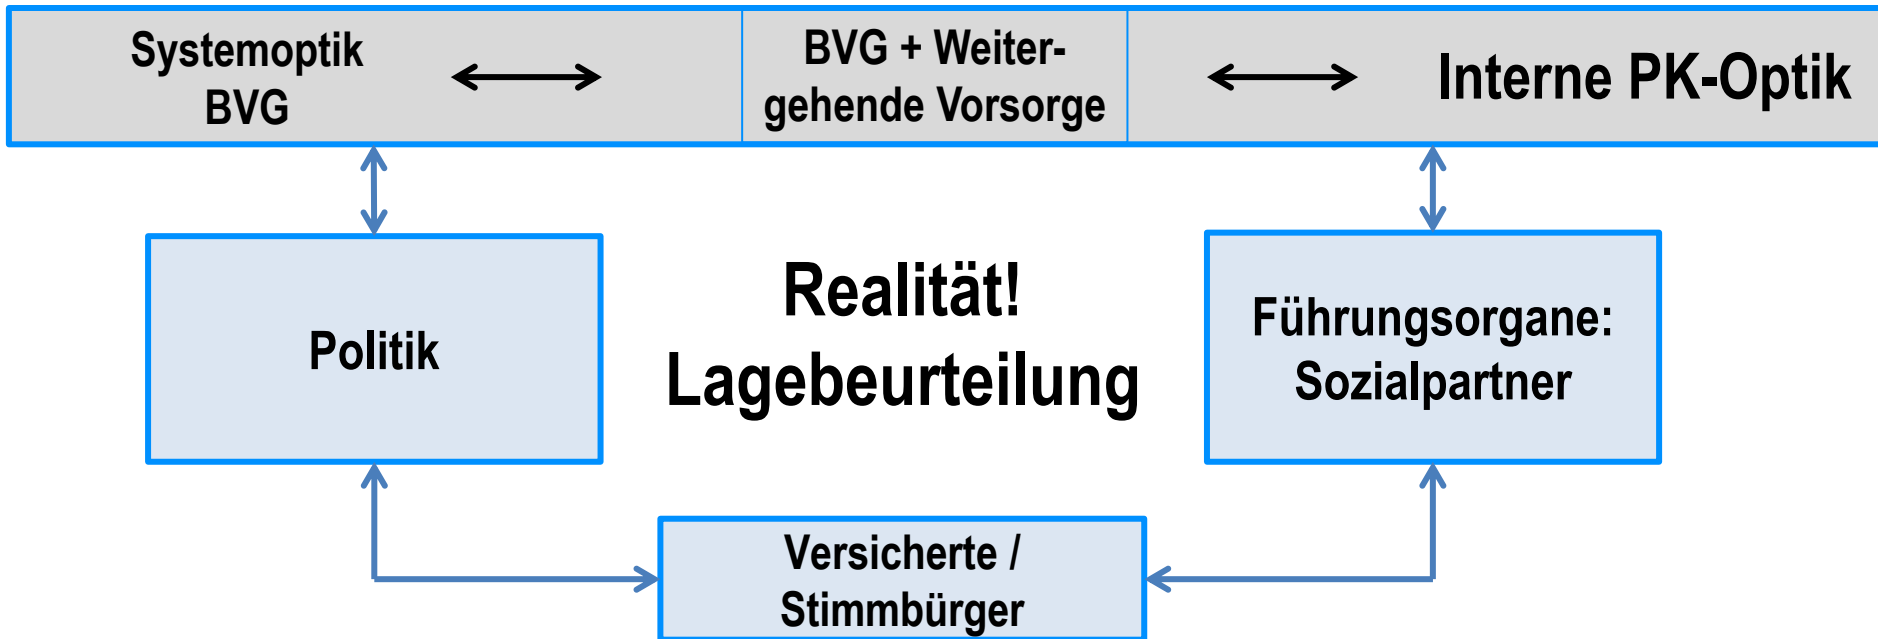 Systemoptik
BVG
BVG + Weiter-
gehende Vorsorge
Interne PK-Optik
Politik
Realität!
Lagebeurteilung
Führungsorgane:
Sozialpartner
Versicherte /
Stimmbürger